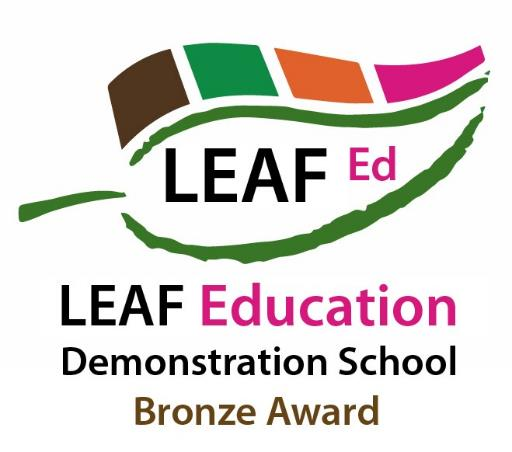 LEAF Ed
LEAF Education
Demonstration School
Bronze Award